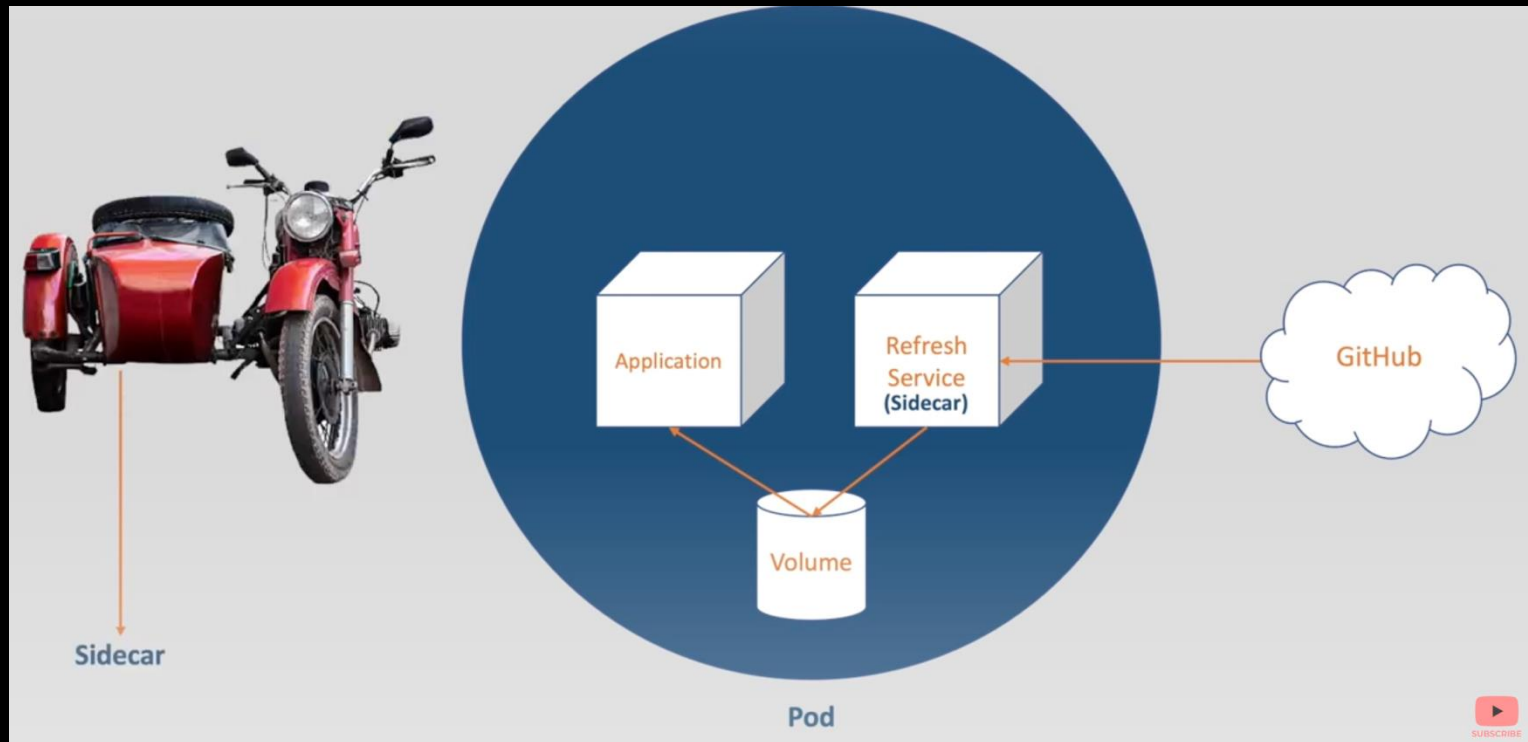 Sidecar
Application
Refresh
Service
(Sidecar)
Volume
Pod
GitHub
SUBSCRIBE